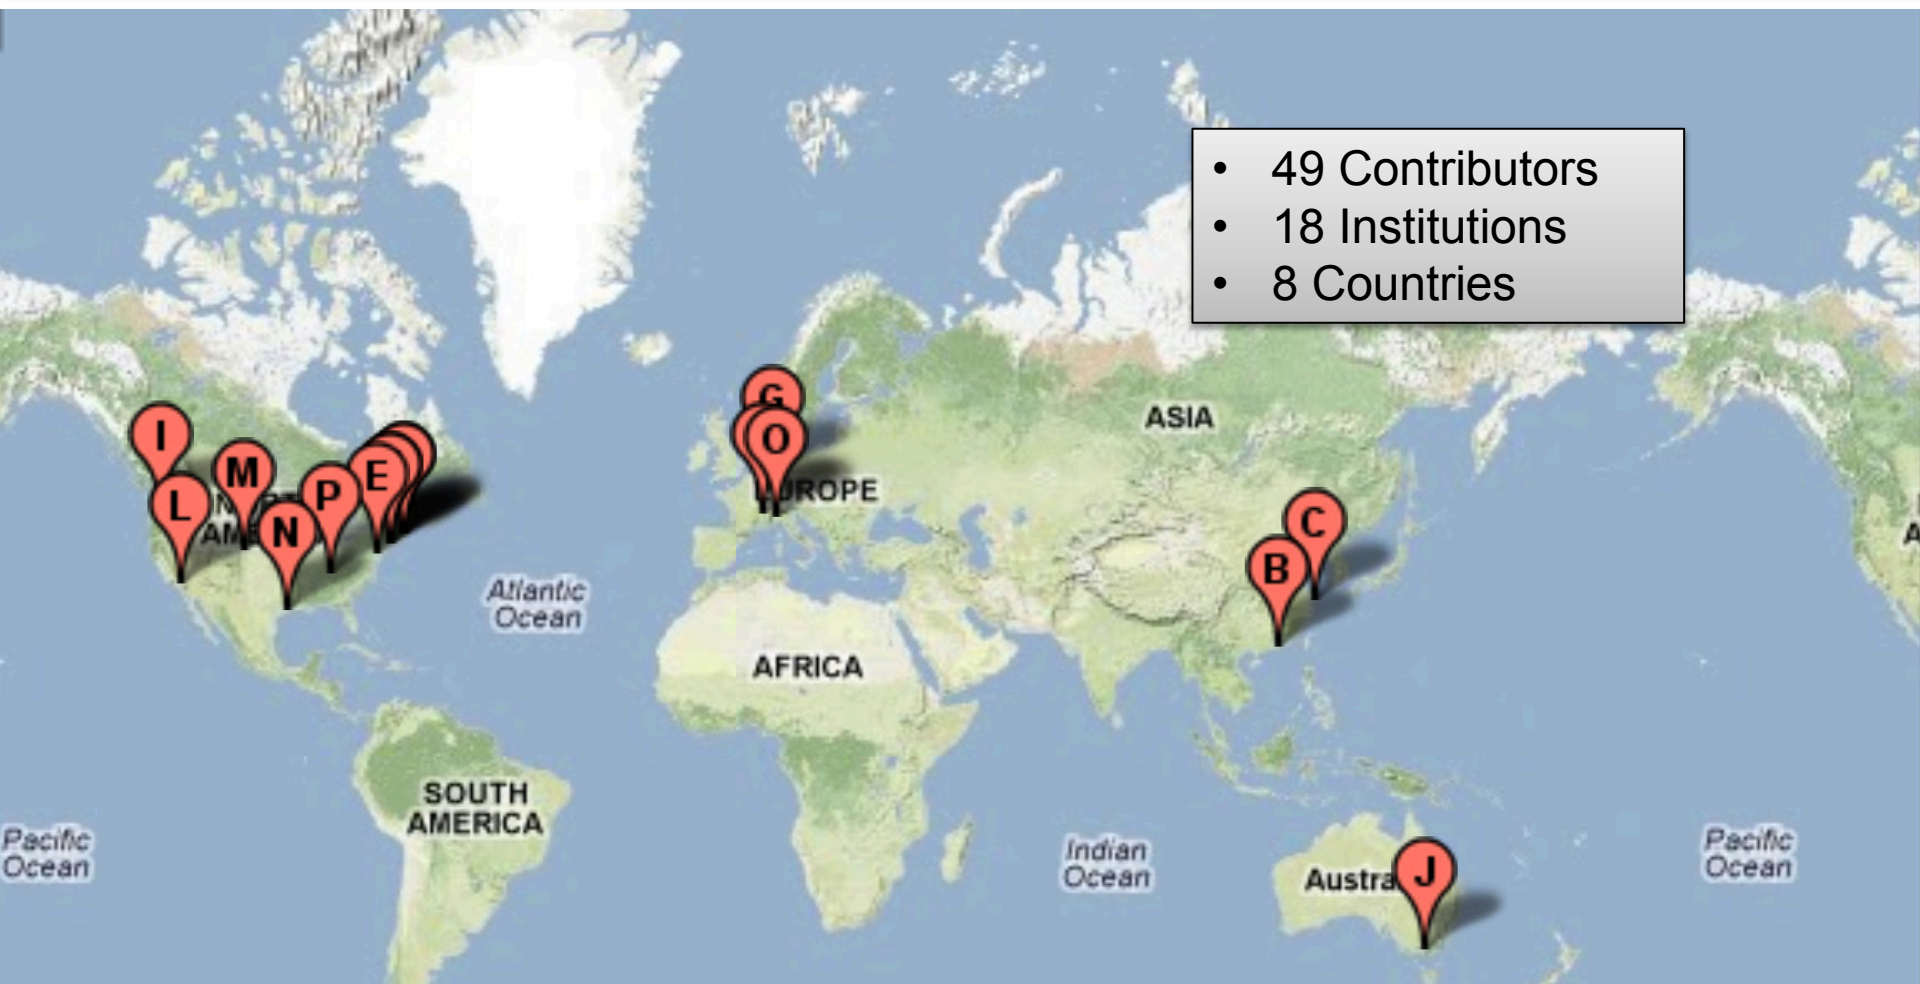 • 49 Contributors
• 18 Institutions
• 8 Countries
G
O
I
M
E
P
L
N
ASIA
EUROPE
C
B
Atlantic
Ocean
AFRICA
SOUTH
AMERICA
Pacific
Ocean
Indian
Ocean
Austra
J
Pacific
Ocean
A